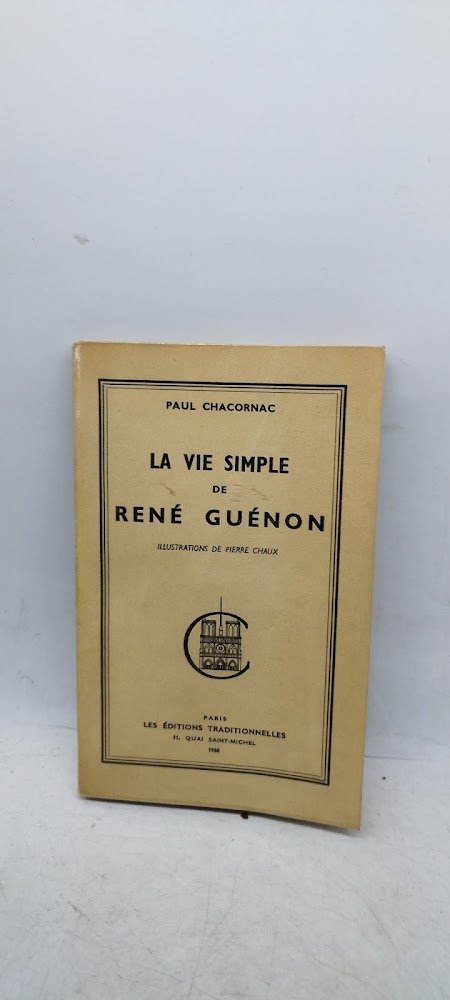 PAUL CHACORNAC
LA VIE SIMPLE
DE
RENÉ GUÉNON
ILLUSTRATIONS DE PIERRE CHAUX
C
PARIS
LES ÉDITIONS TRADITIONNELLES
11, QUAI SAINT-MICHEL
1958